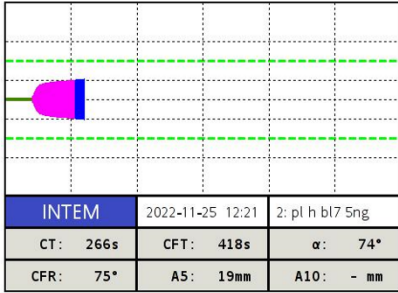 INTEM 2022-11-25 12:21 2: pl h bl7 5ng
CT: 266s CFT: 418s α: 74°
CFR: 75° A5: 19mm A10: - mm